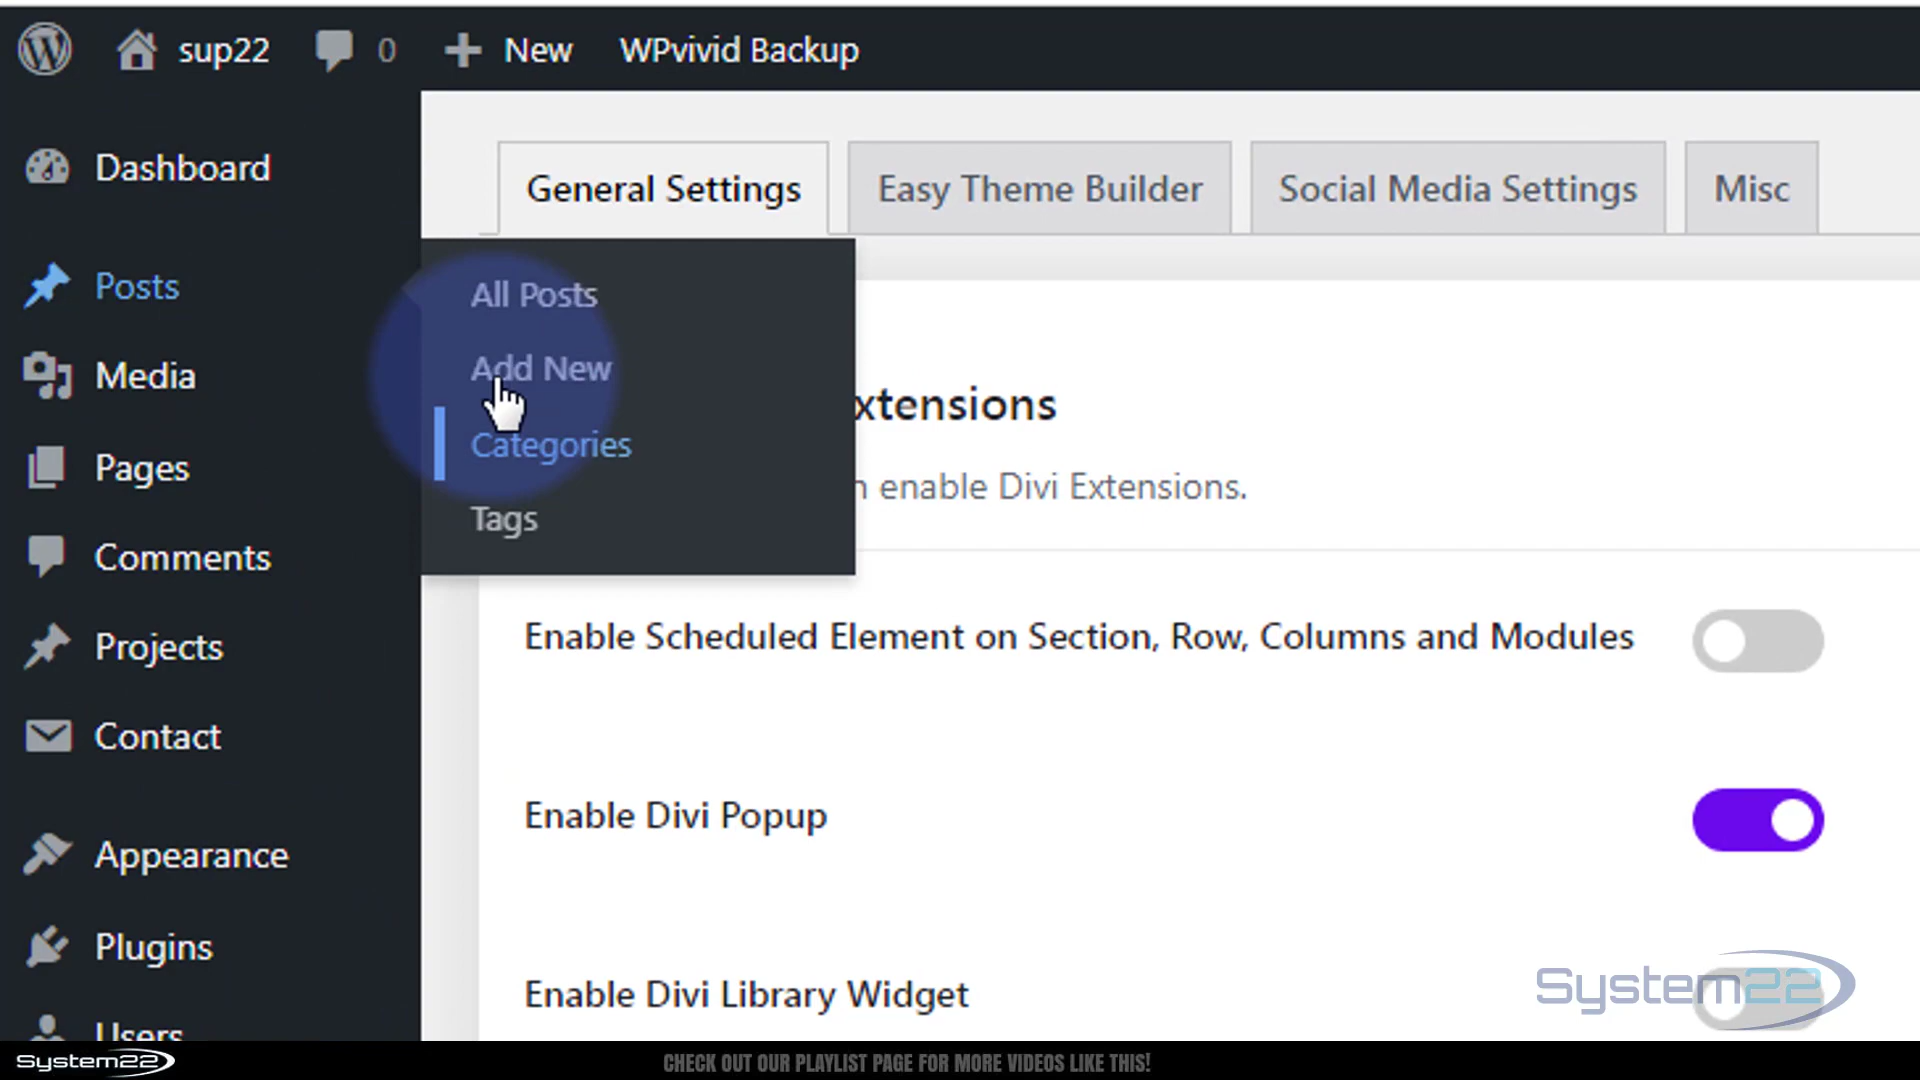 sup22 0 New WPvivid Backup
Dashboard
Posts
Media
Pages
Comments
Projects
Contact
Appearance
Plugins
Users
General Settings Easy Theme Builder Social Media Settings Misc
All Posts
Add New
Categories
Tags
xtensions
n enable Divi Extensions.
Enable Scheduled Element on Section, Row, Columns and Modules
Enable Divi Popup
Enable Divi Library Widget
System22
System22
CHECK OUT OUR PLAYLIST PAGE FOR MORE VIDEOS LIKE THIS!